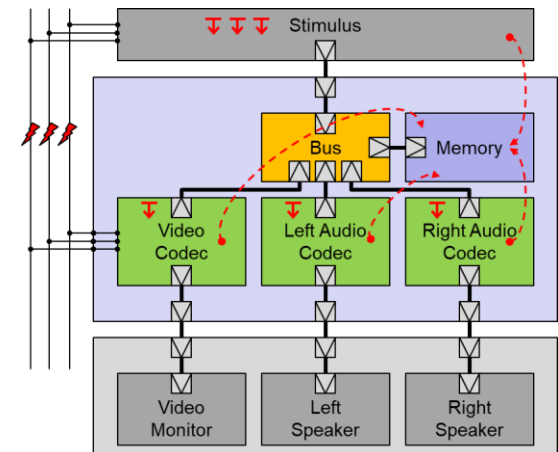 Stimulus
Bus
Memory
Video
Codec
Left Audio
Codec
Right Audio
Codec
Video
Monitor
Left
Speaker
Right
Speaker